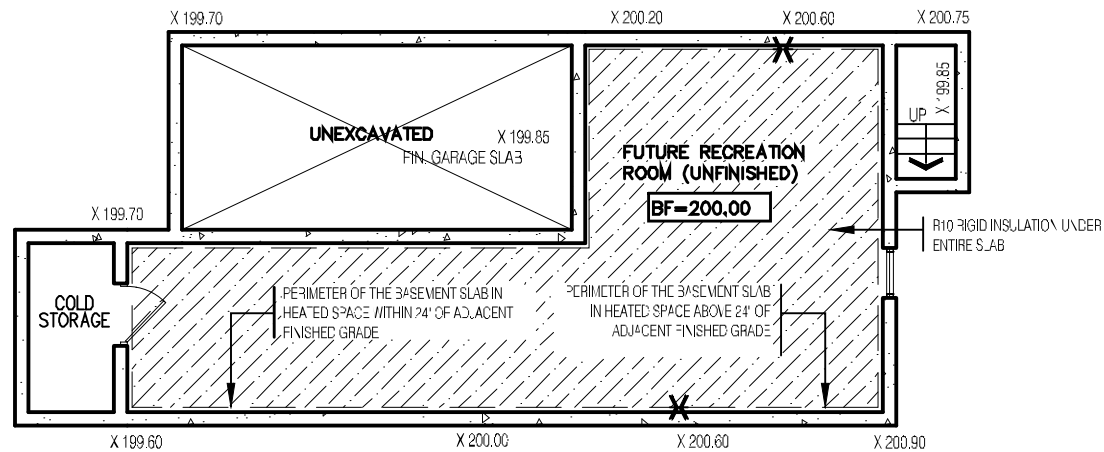 X 199.70
X 200.20
X 200.60
X 200.75
X 199.85
UP
UNEXCAVATED
X 199.85
FIN. GARAGE SLAB
FUTURE RECREATION
ROOM (UNFINISHED)
BF=200.00
X 199.70
R10 RIGID INSULATION UNDER
ENTIRE SLAB
COLD
STORAGE
PERIMETER OF THE BASEMENT SLAB IN
HEATED SPACE WITHIN 24" OF ADJACENT
FINISHED GRADE
PERIMETER OF THE BASEMENT SLAB
IN HEATED SPACE ABOVE 24" OF
ADJACENT FINISHED GRADE
X 199.60
X 200.00
X 200.60
X 200.90